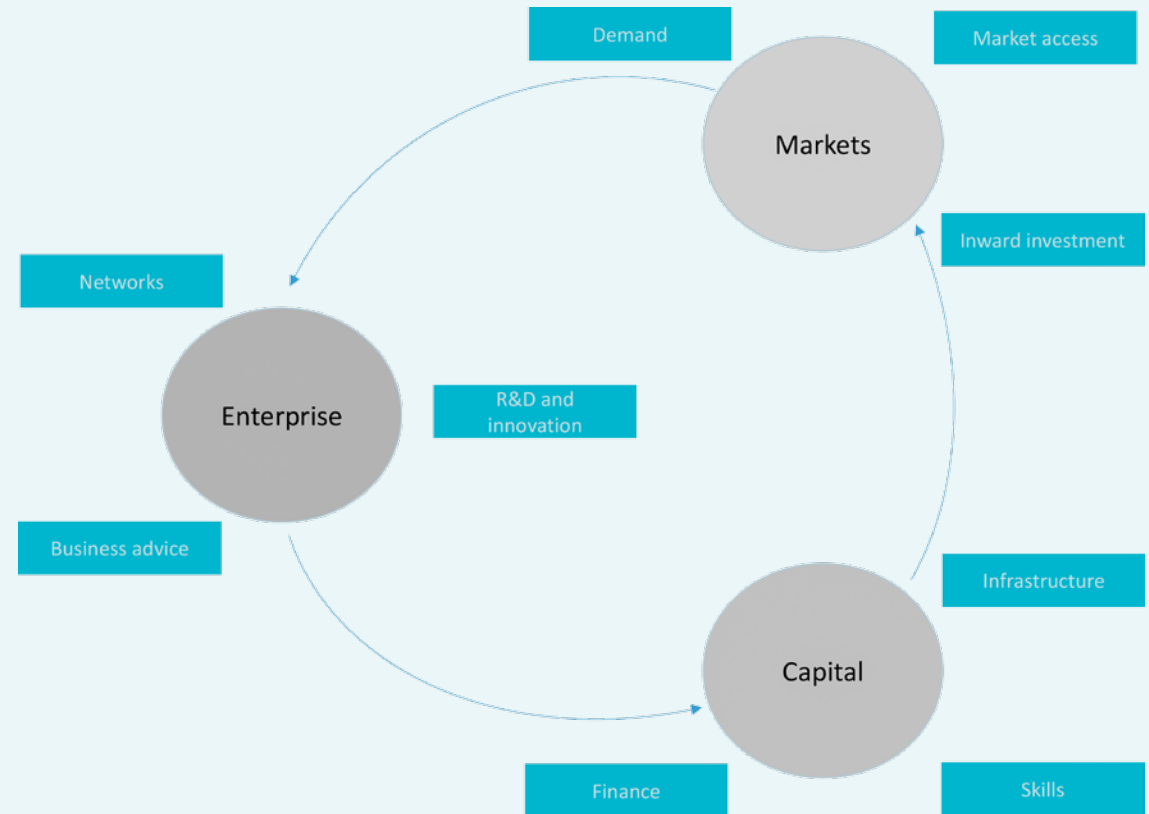 Demand
Market access
Markets
Inward investment
Networks
Enterprise
R&D and
innovation
Business advice
Infrastructure
Capital
Finance
Skills